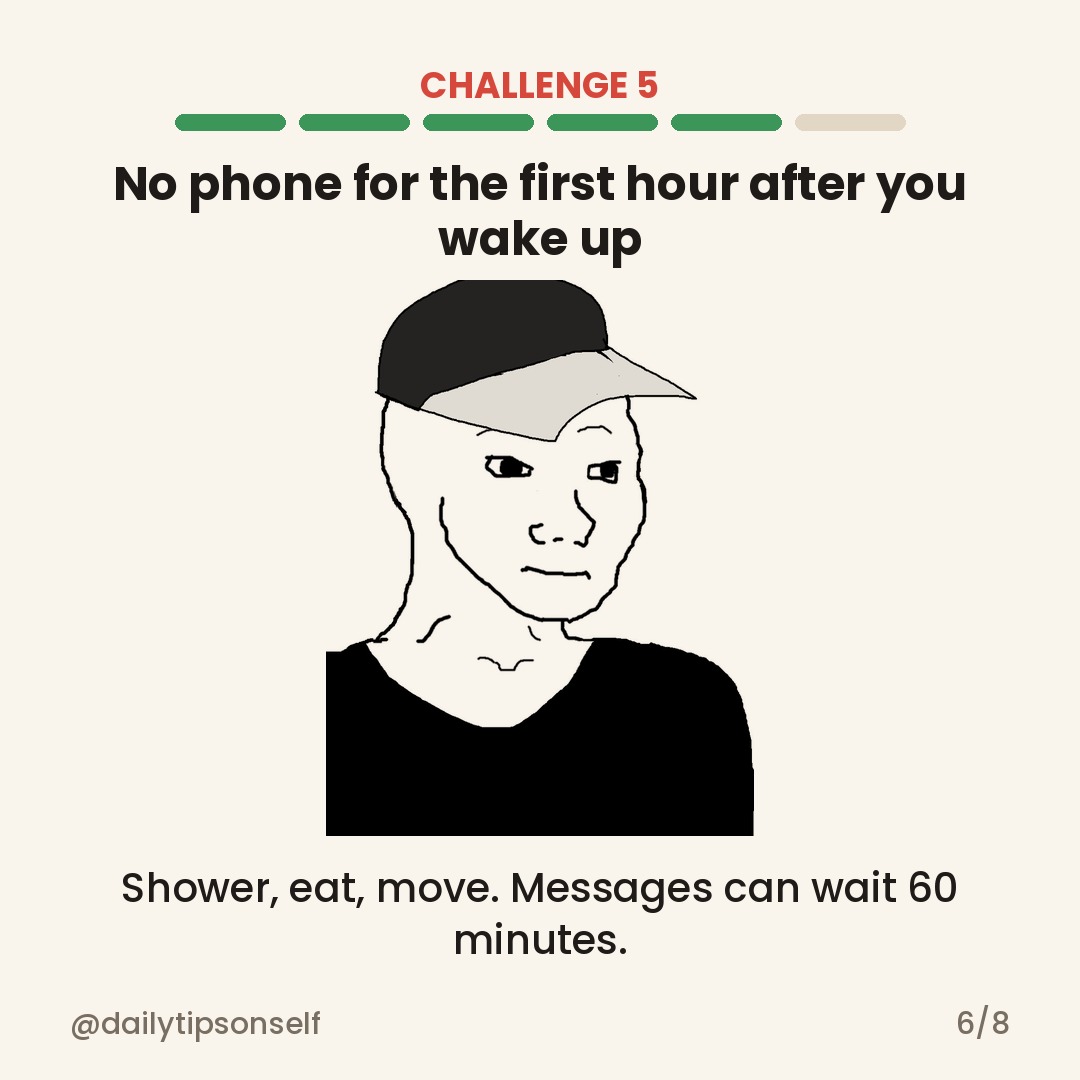 CHALLENGE 5
No phone for the first hour after you
wake up
Shower, eat, move. Messages can wait 60
minutes.
@dailytipsonself
6/8